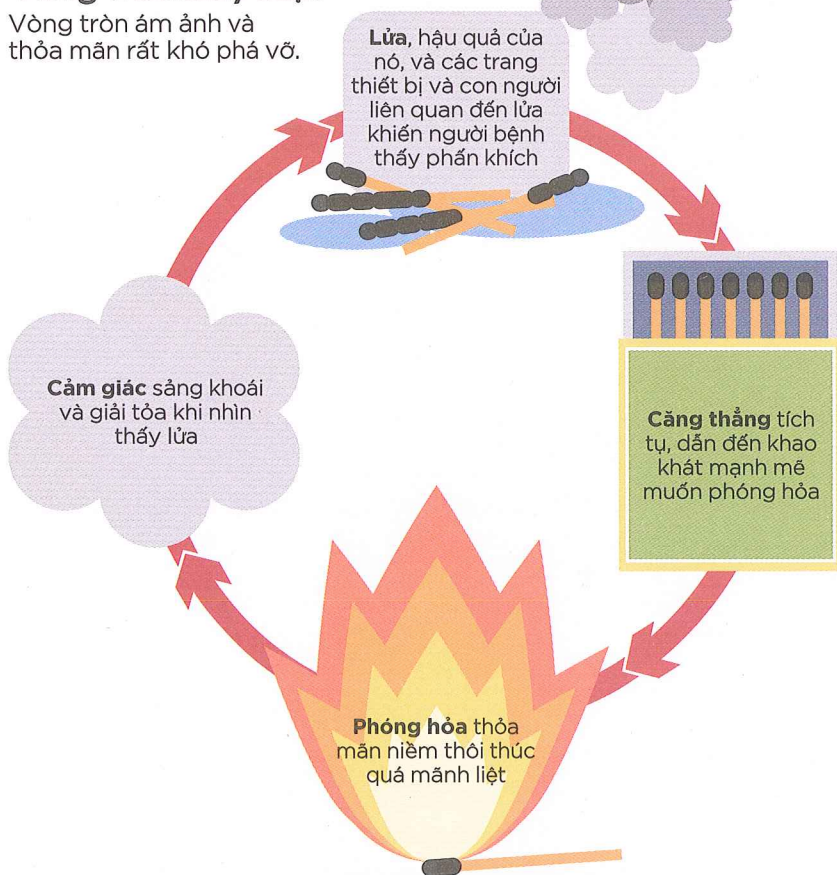 Vòng tròn ám ảnh và
thỏa mãn rất khó phá vỡ.
Lửa, hậu quả của
nó, và các trang
thiết bị và con người
liên quan đến lửa
khiến người bệnh
thấy phấn khích
Căng thẳng tích
tụ, dẫn đến khao
khát mạnh mẽ
muốn phóng hỏa
Phóng hỏa thỏa
mãn niềm thôi thúc
quá mãnh liệt
Cảm giác sảng khoái
và giải tỏa khi nhìn
thấy lửa